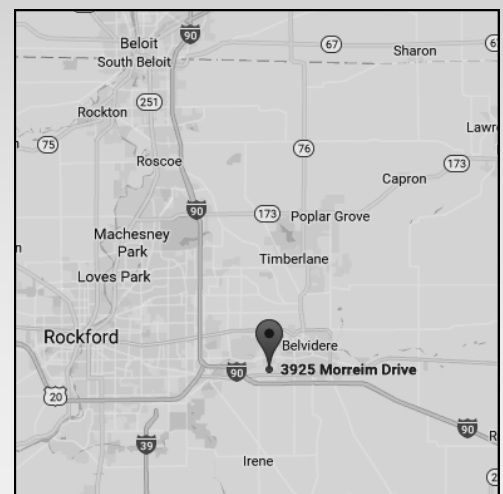 90
Beloit
67
67
Sharon
South Beloit
251
Rockton
Lawr
75
76
173
Roscoe
Capron
90
173
Poplar Grove
Machesney
Park
Timberlane
Loves Park
Rockford
Belvidere
90
3925 Morreim Drive
20
90
39
R
Irene